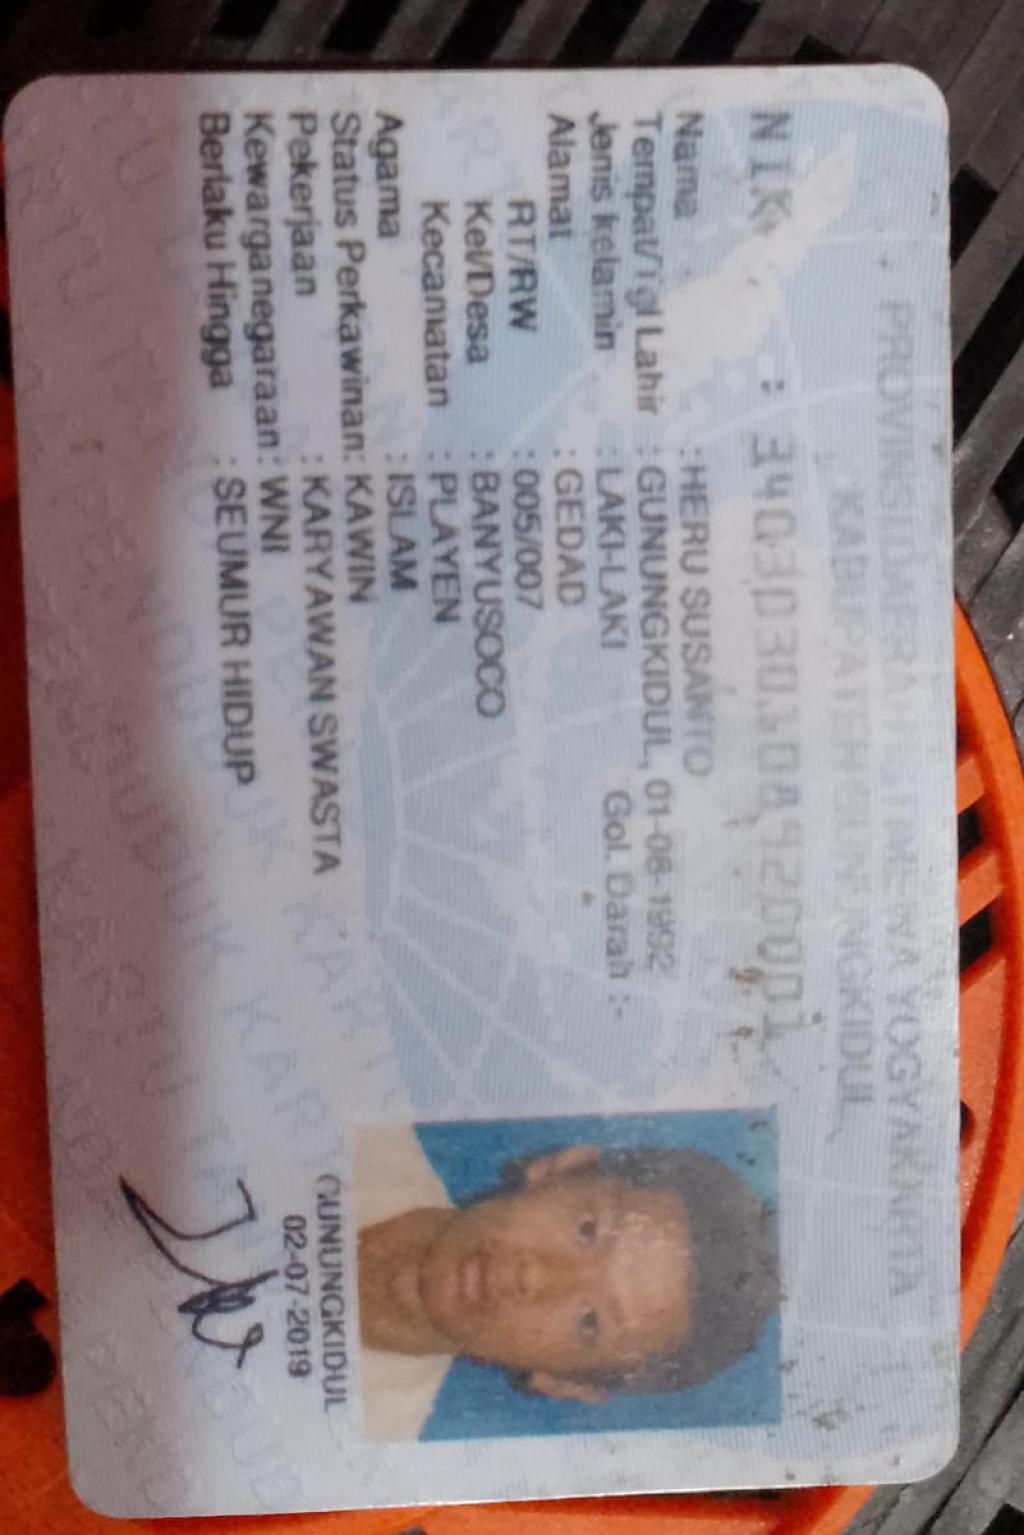 PROVINSI DAERAH ISTIMEWA YOGYAKARTA
KABUPATEN GUNUNGKIDUL
NIK : 3403030108920001
Nama : HERU SUSANTO
Tempat/Tgl Lahir : GUNUNGKIDUL, 01-08-1992
Jenis kelamin : LAKI-LAKI Gol. Darah : -
Alamat : GEDAD
RT/RW : 005/007
Kel/Desa : BANYUSOCO
Kecamatan : PLAYEN
Agama : ISLAM
Status Perkawinan: KAWIN
Pekerjaan : KARYAWAN SWASTA
Kewarganegaraan: WNI
Berlaku Hingga : SEUMUR HIDUP
GUNUNGKIDUL
02-07-2019